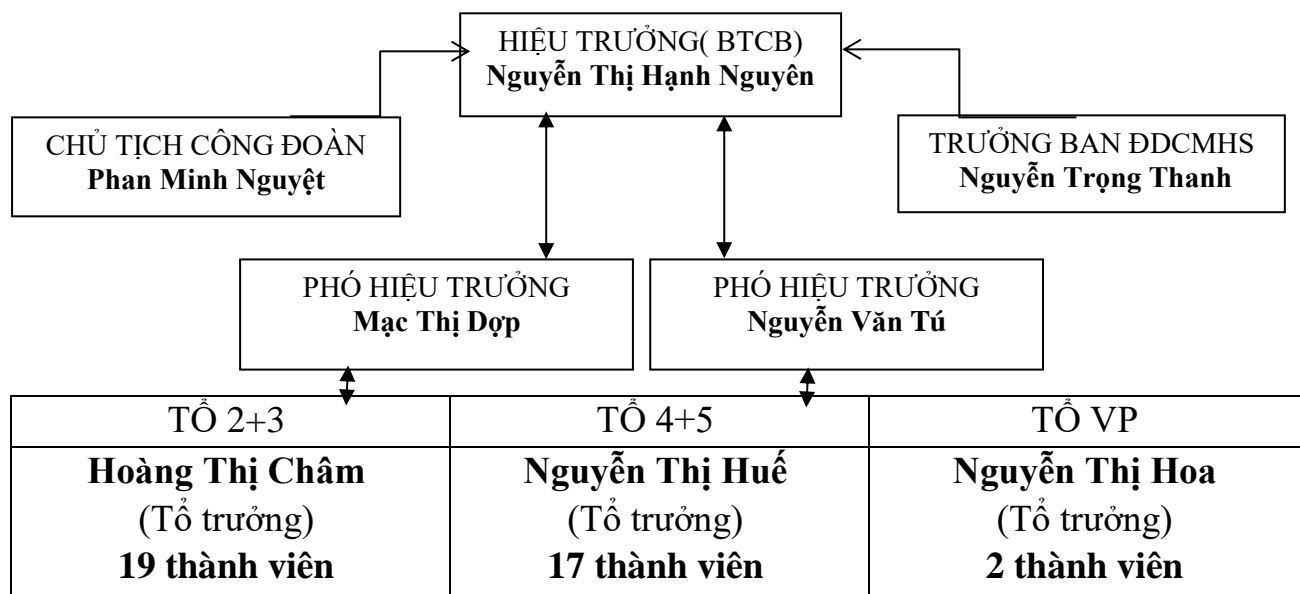 HIỆU TRƯỞNG( BTCB)
Nguyễn Thị Hạnh Nguyên
CHỦ TỊCH CÔNG ĐOÀN
Phan Minh Nguyệt
TRƯỞNG BAN ĐDCMHS
Nguyễn Trọng Thanh
PHÓ HIỆU TRƯỞNG
Mạc Thị Dợp
PHÓ HIỆU TRƯỞNG
Nguyễn Văn Tú
TỔ 2+3
Hoàng Thị Châm
(Tổ trưởng)
19 thành viên
TỔ 4+5
Nguyễn Thị Huế
(Tổ trưởng)
17 thành viên
TỔ VP
Nguyễn Thị Hoa
(Tổ trưởng)
2 thành viên